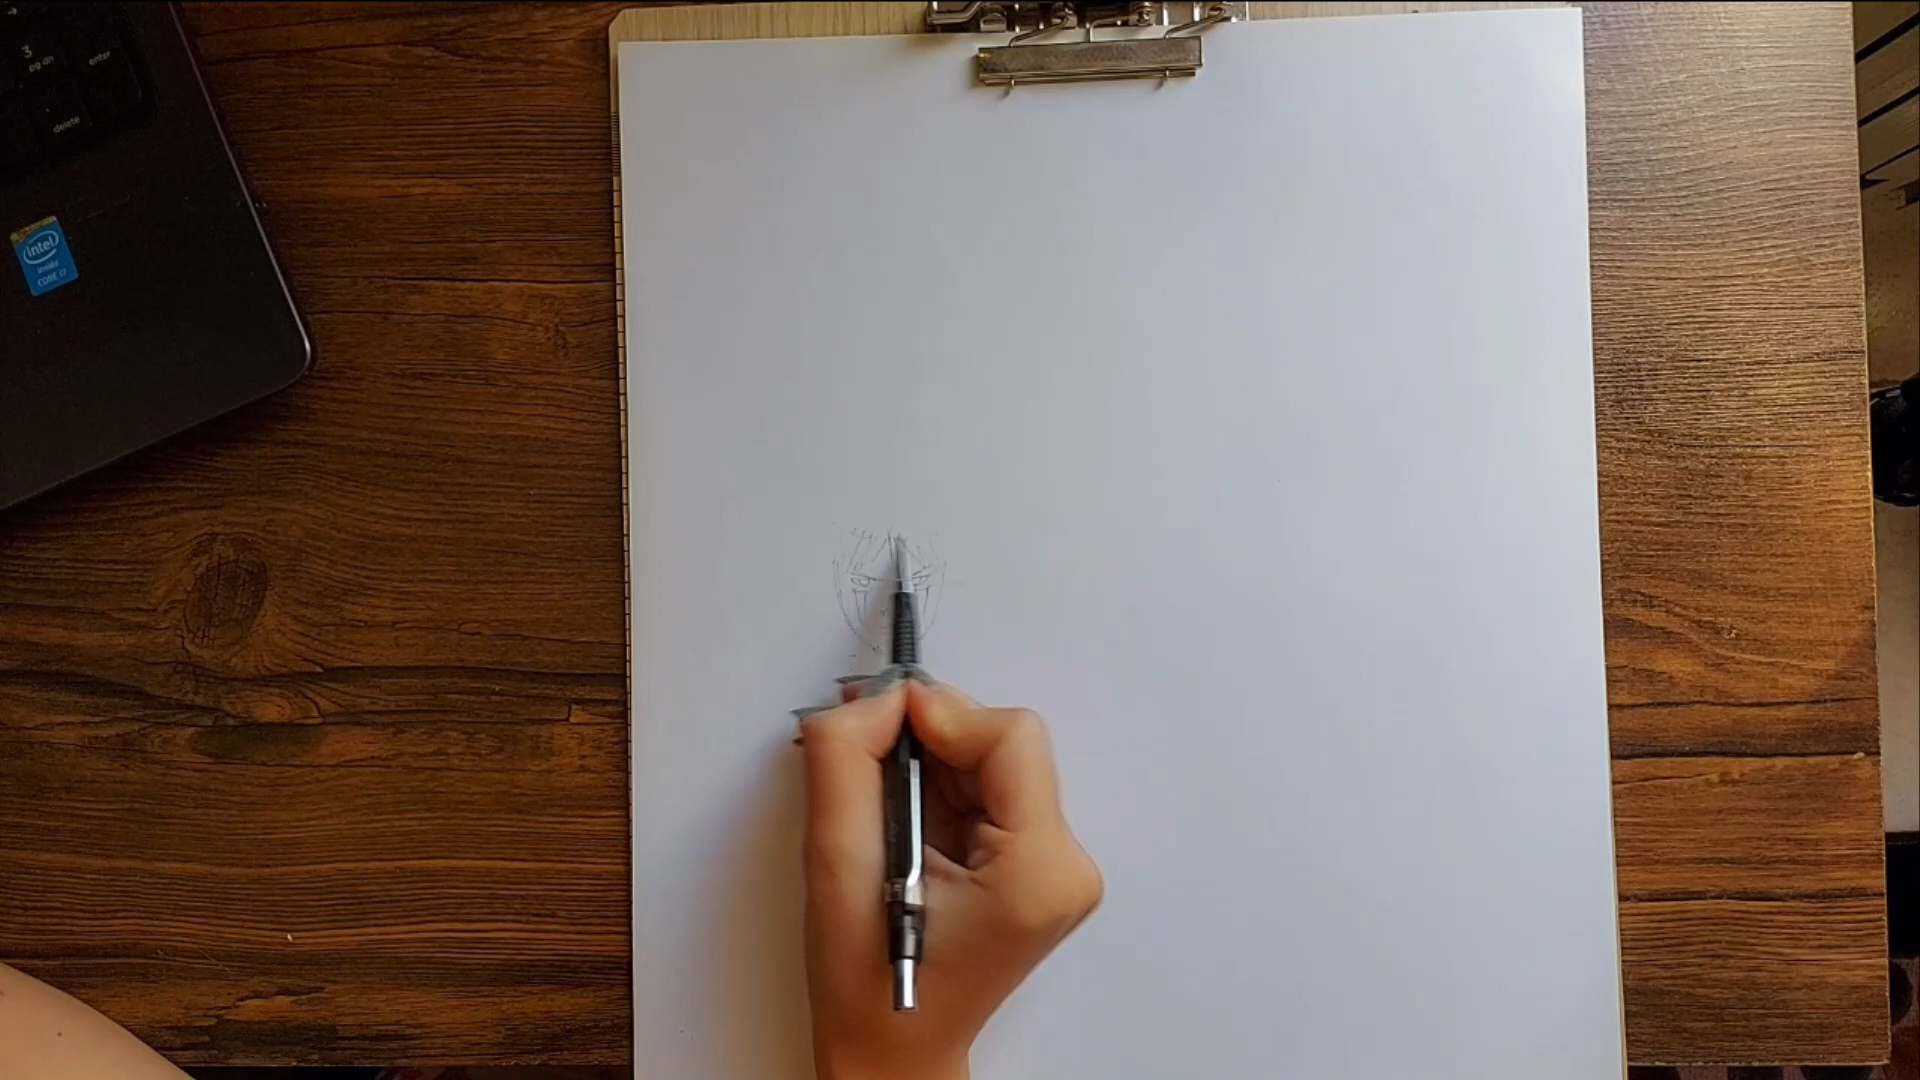 3
pg dn
enter
delete
intel
inside
CORE i7